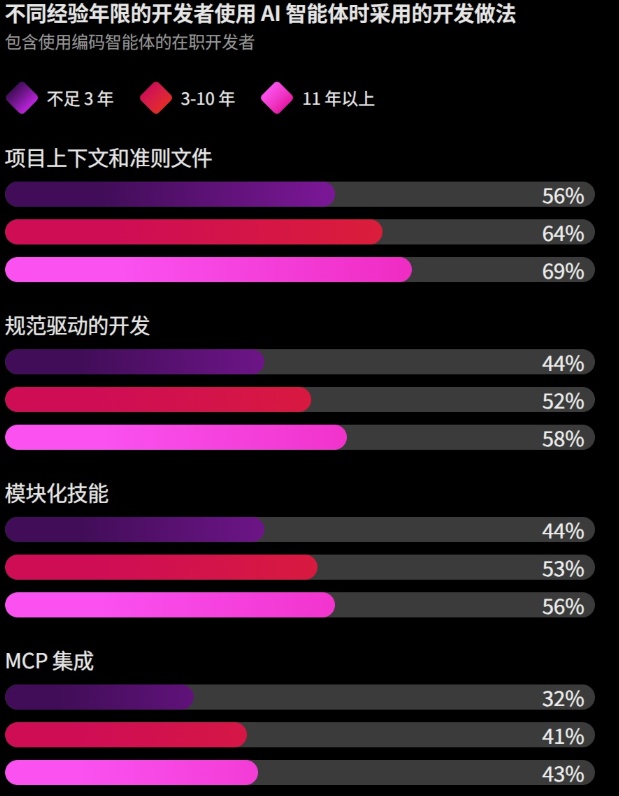 不同经验年限的开发者使用 AI 智能体时采用的开发做法
包含使用编码智能体的在职开发者
不足 3 年 3-10 年 11 年以上
项目上下文和准则文件
56%
64%
69%
规范驱动的开发
44%
52%
58%
模块化技能
44%
53%
56%
MCP 集成
32%
41%
43%